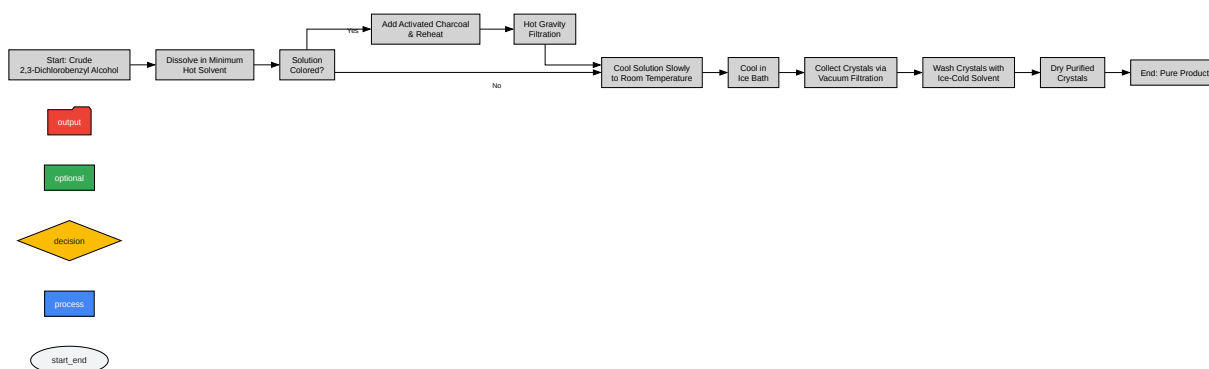 Start: Crude
2,3-Dichlorobenzyl Alcohol
Dissolve in Minimum
Hot Solvent
Solution
Colored?
Yes
Add Activated Charcoal
& Reheat
Hot Gravity
Filtration
No
Cool Solution Slowly
to Room Temperature
Cool in
Ice Bath
Collect Crystals via
Vacuum Filtration
Wash Crystals with
Ice-Cold Solvent
Dry Purified
Crystals
End: Pure Product
output
optional
decision
process
start_end